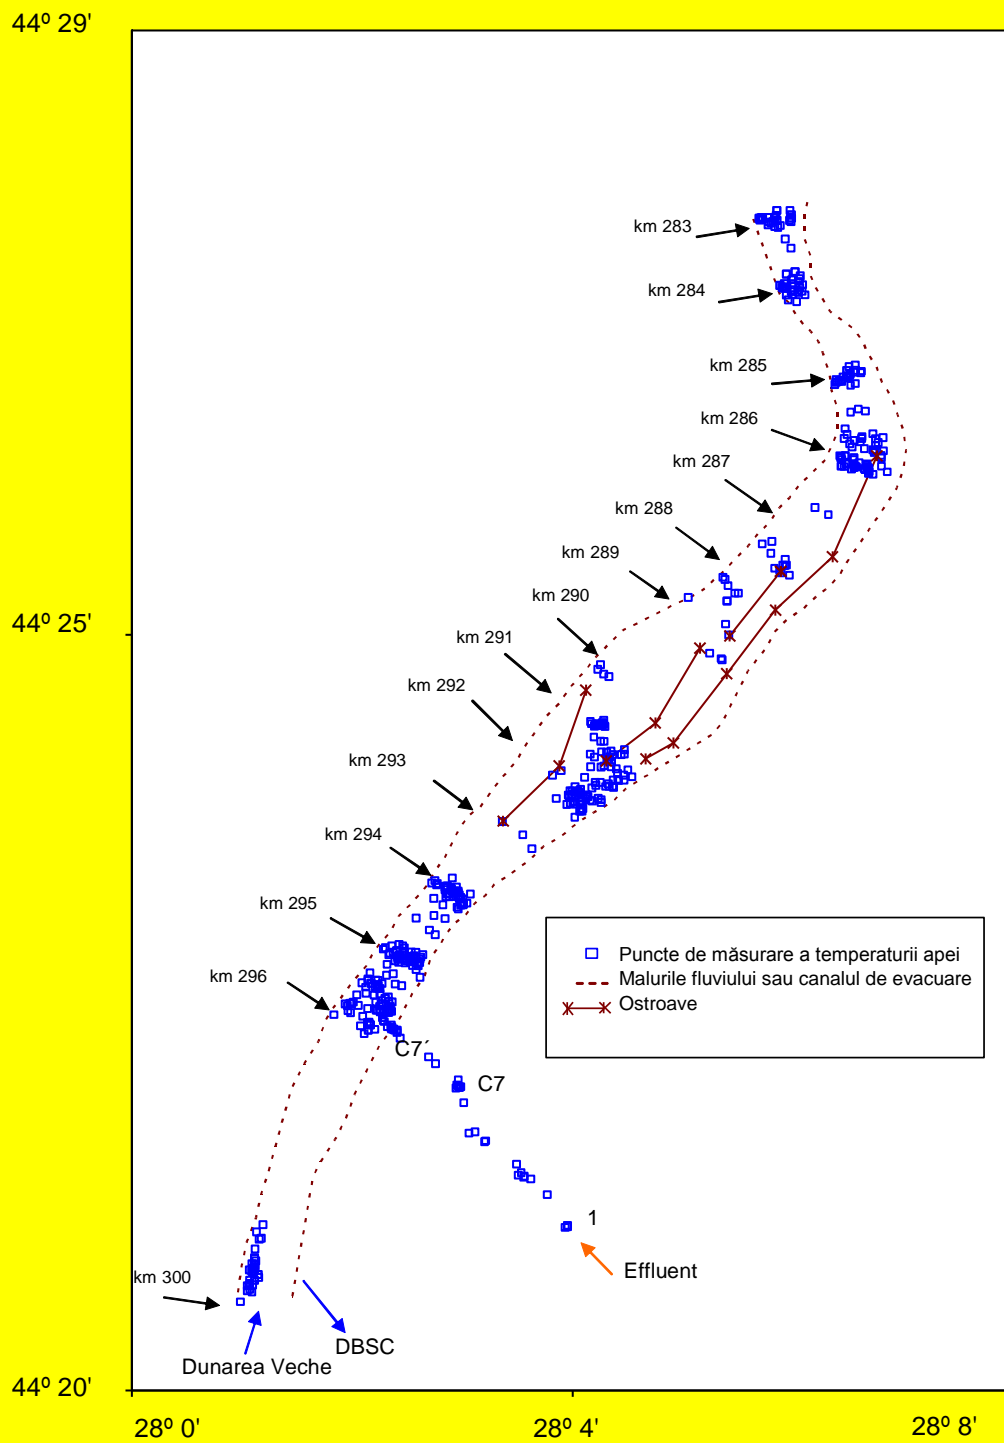 44º 29'
km 283
km 284
km 285
km 286
km 287
km 288
km 289
km 290
44º 25'
km 291
km 292
km 293
km 294
km 295
km 296
Puncte de măsurare a temperaturii apei
Malurile fluviului sau canalul de evacuare
Ostroave
C7´
C7
1
Effluent
km 300
DBSC
Dunarea Veche
44º 20'
28º 0'
28º 4'
28º 8'